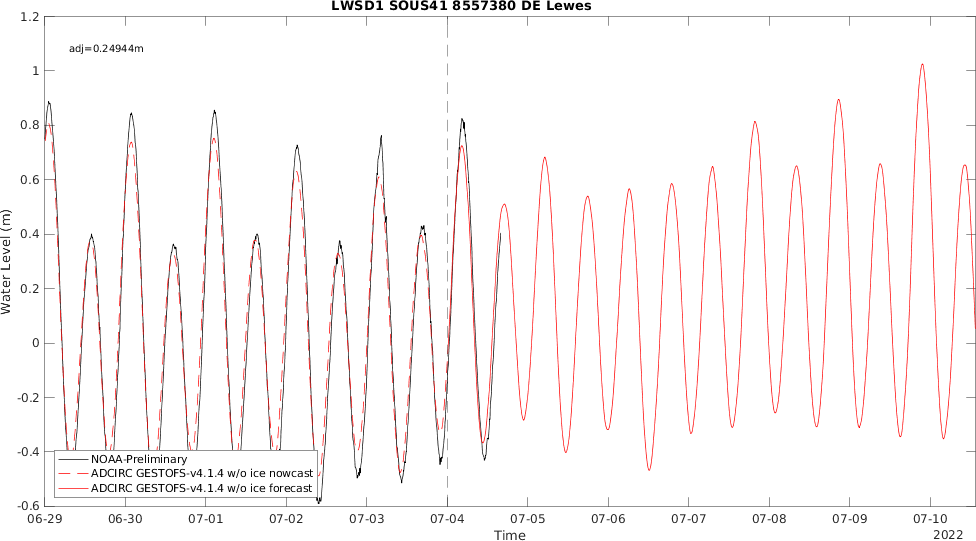 LWSD1 SOUS41 8557380 DE Lewes
1.2
adj=0.24944m
1
0.8
0.6
0.4
0.2
0
-0.2
-0.4
-0.6
Water Level (m)
NOAA-Preliminary
ADCIRC GESTOFS-v4.1.4 w/o ice nowcast
ADCIRC GESTOFS-v4.1.4 w/o ice forecast
06-29 06-30 07-01 07-02 07-03 07-04 07-05 07-06 07-07 07-08 07-09 07-10
Time
2022